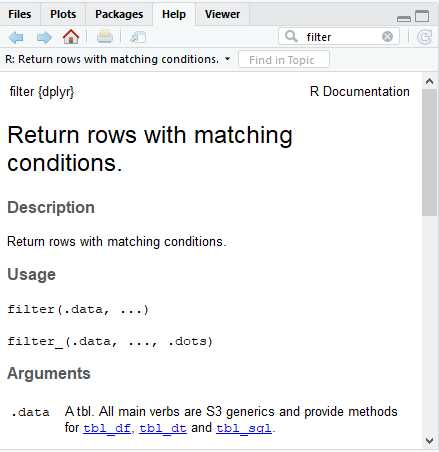 Files Plots Packages Help Viewer
filter
R: Return rows with matching conditions. Find in Topic
filter {dplyr} R Documentation
Return rows with matching
conditions.
Description
Return rows with matching conditions.
Usage
filter(.data, ...)
filter_(.data, ..., .dots)
Arguments
.data A tbl. All main verbs are S3 generics and provide methods
for tbl_df, tbl_dt and tbl_sql.